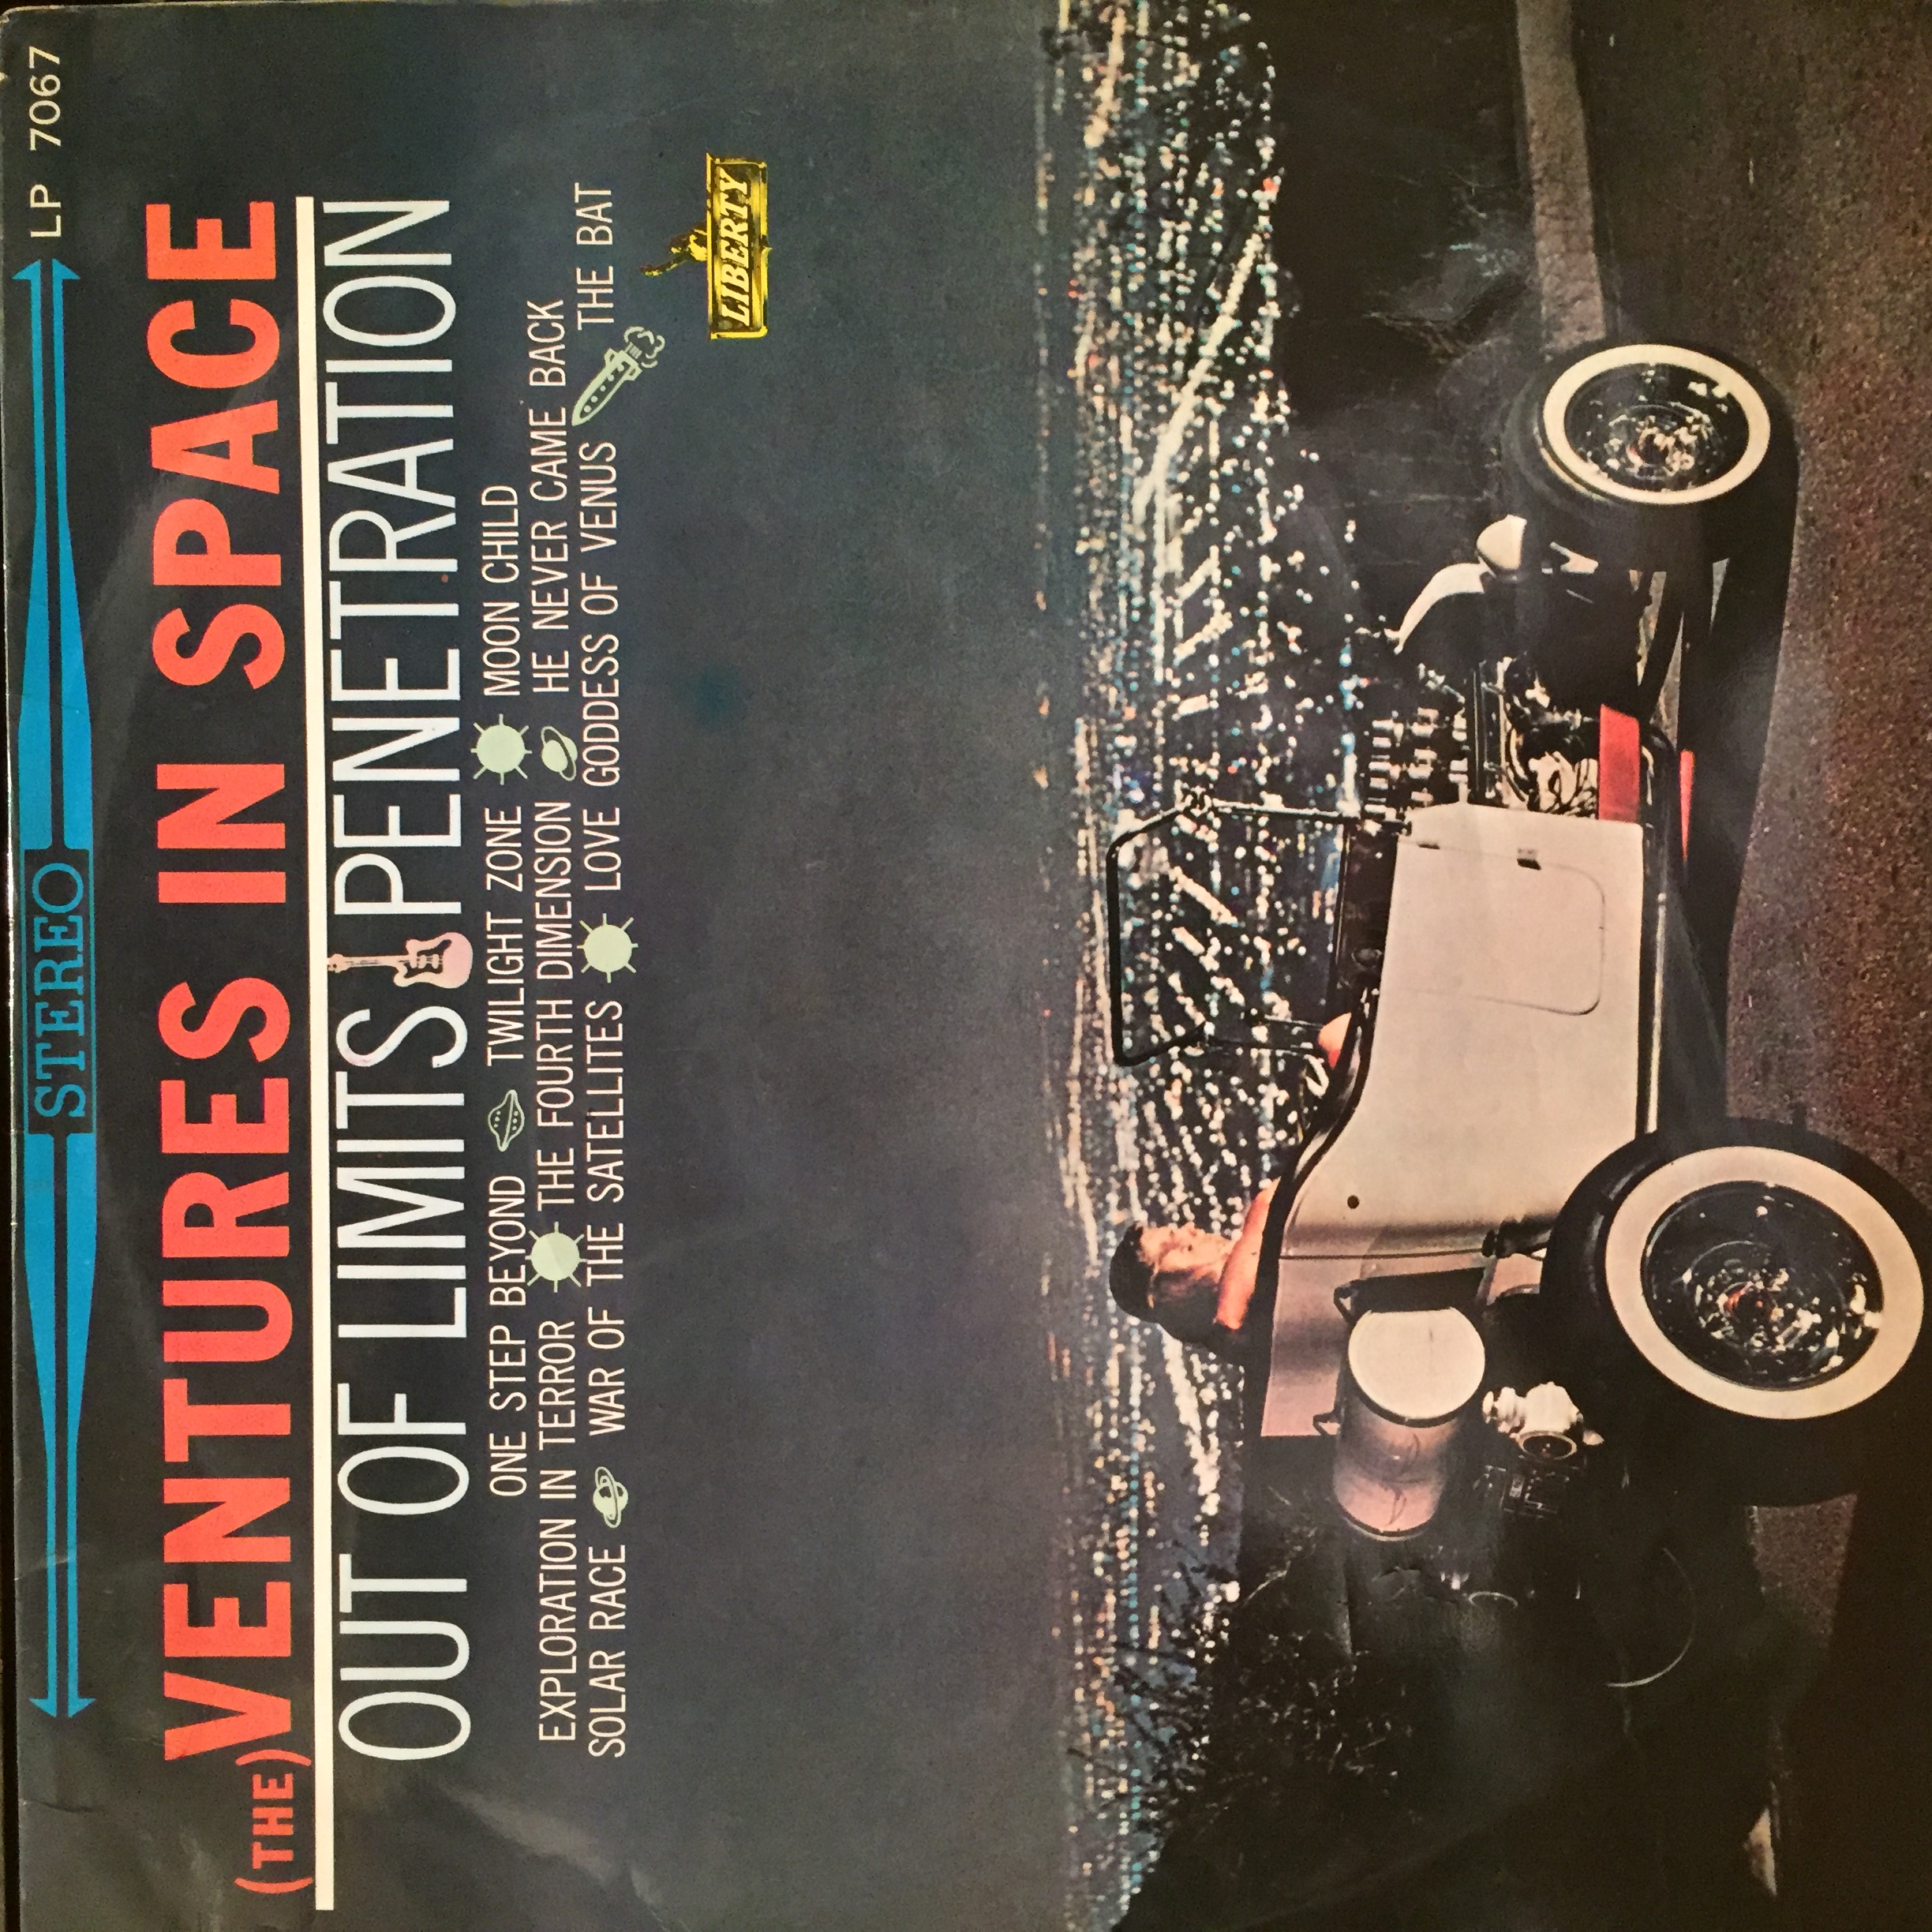 STEREO LP 7067
(THE) VENTURES IN SPACE
OUT OF LIMITS PENETRATION
ONE STEP BEYOND TWILIGHT ZONE MOON CHILD
EXPLORATION IN TERROR THE FOURTH DIMENSION HE NEVER CAME BACK
SOLAR RACE WAR OF THE SATELLITES LOVE GODDESS OF VENUS THE BAT
LIBERTY